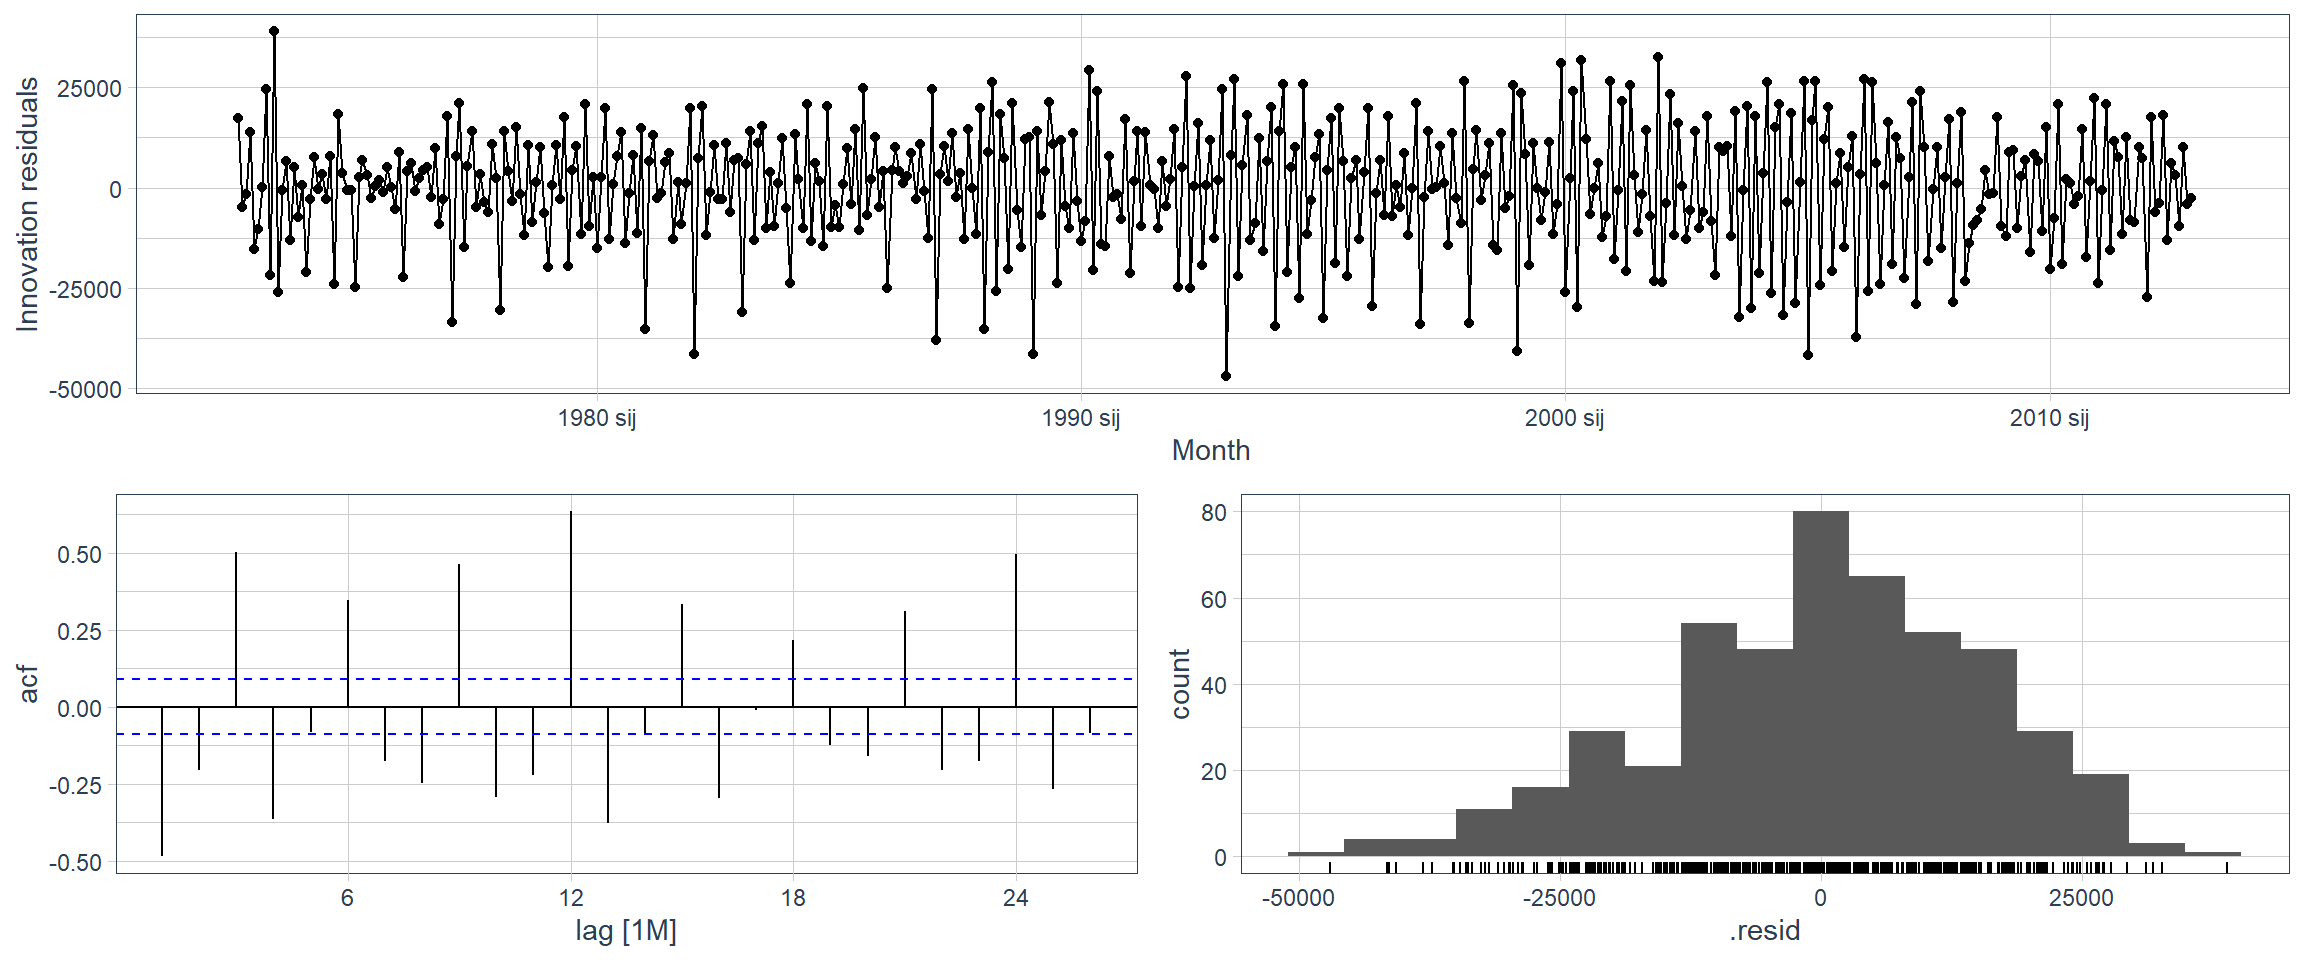 Innovation residuals
25000
0
-25000
-50000
1980 sij 1990 sij 2000 sij 2010 sij
Month
acf
0.50
0.25
0.00
-0.25
-0.50
6 12 18 24
lag [1M]
count
80
60
40
20
0
-50000 -25000 0 25000
.resid